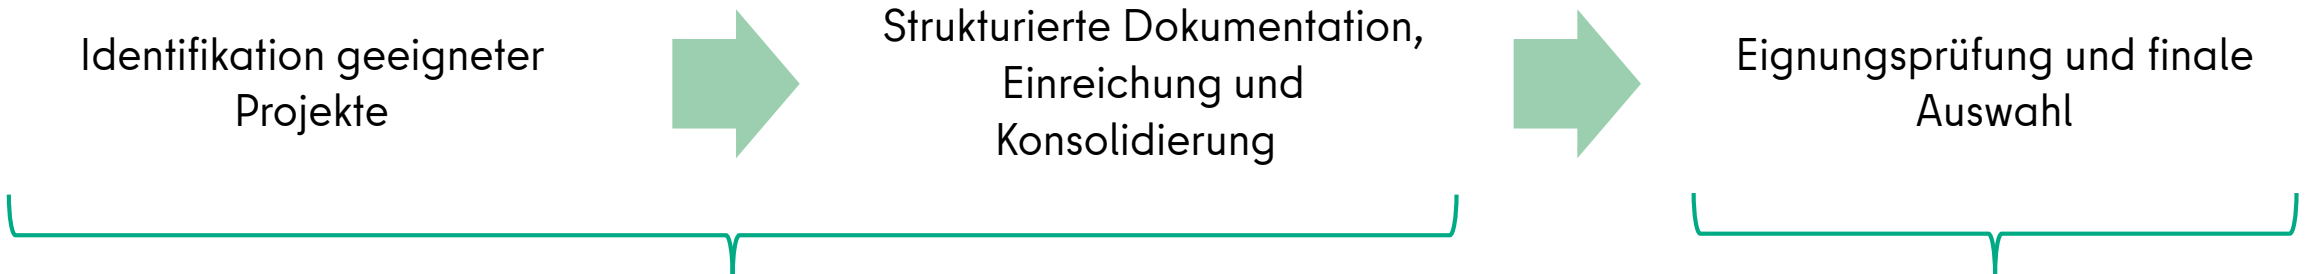 Identifikation geeigneter
Projekte
Strukturierte Dokumentation,
Einreichung und
Konsolidierung
Eignungsprüfung und finale
Auswahl